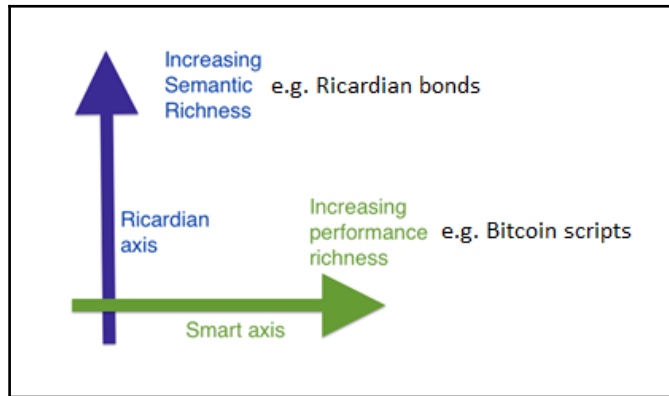 Increasing
Semantic
Richness
e.g. Ricardian bonds
Ricardian
axis
Increasing
performance
richness
e.g. Bitcoin scripts
Smart axis